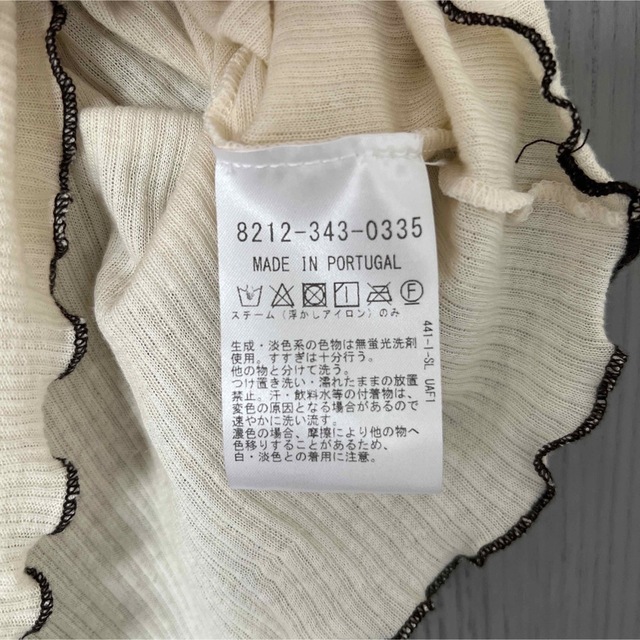 8212-343-0335
MADE IN PORTUGAL
スチーム（浮かしアイロン）のみ
生成・淡色系の色物は無蛍光洗剤
使用。すすぎは十分行う。
他の物と分けて洗う。
つけ置き洗い・濡れたままの放置
禁止。汗・飲料水等の付着物は、
変色の原因となる場合があるので
速やかに洗い流す。
濃色の場合、摩擦により他の物へ
色移りすることがあるため、
白・淡色との着用に注意。
441-I-SL UAF1